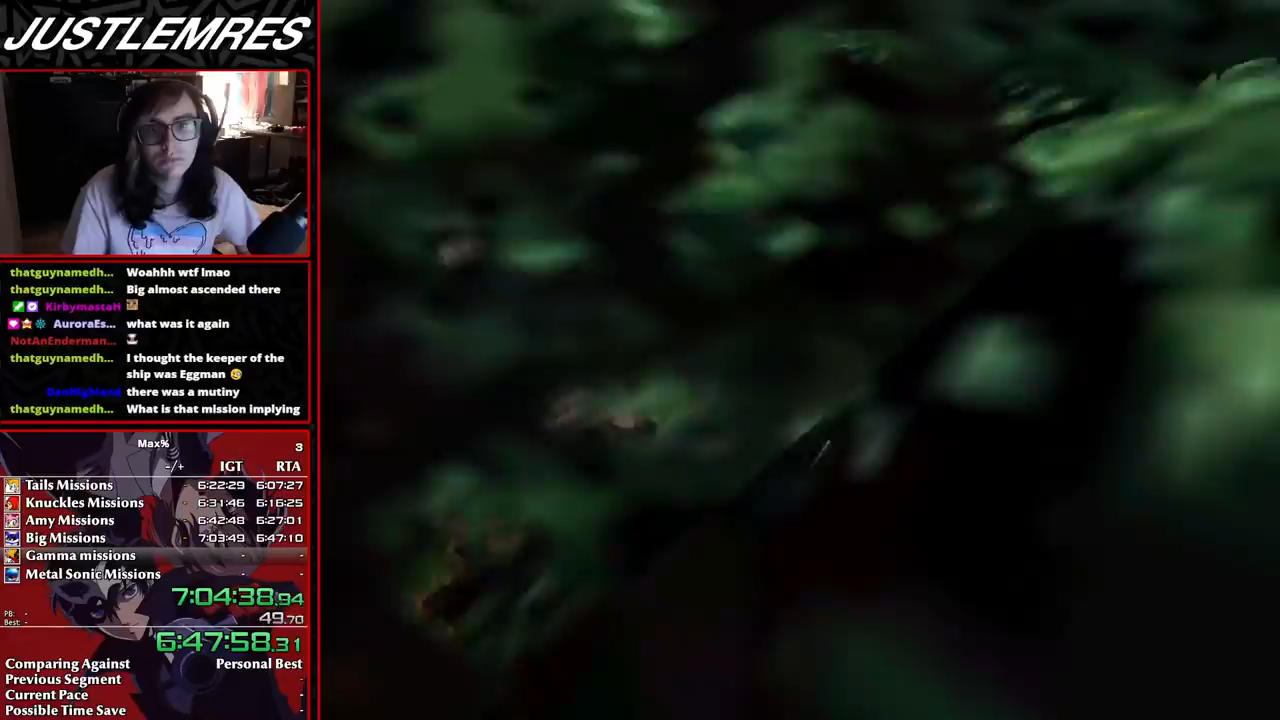 JUSTLEMRES
thatguynamedh... Woahhh wtf lmao
thatguynamedh... Big almost ascended there
KirbymastaH
AuroraEs... what was it again
NotAnEnderman...
thatguynamedh... I thought the keeper of the
ship was Eggman
DanHighland there was a mutiny
thatguynamedh... What is that mission implying
Max% 3
-/+ IGT RTA
Tails Missions - 6:22:29 6:07:27
Knuckles Missions - 6:31:46 6:16:25
Amy Missions - 6:42:48 6:27:01
Big Missions - 7:03:49 6:47:10
Gamma missions - -
Metal Sonic Missions - -
7:04:38.94
PB: -
Best: - 49.70
6:47:58.31
Comparing Against Personal Best
Previous Segment -
Current Pace -
Possible Time Save -